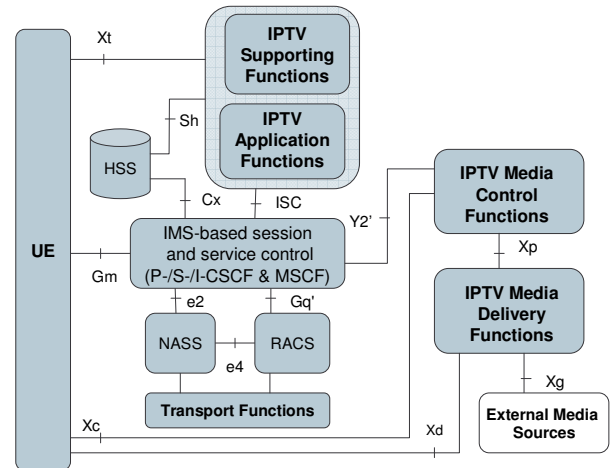 Xt
IPTV
Supporting
Functions
Sh
IPTV
Application
Functions
HSS
Cx
ISC
Y2'
IPTV Media
Control
Functions
UE
Gm
IMS-based session
and service control
(P-/S-/I-CSCF & MSCF)
Xp
e2
Gq'
IPTV Media
Delivery
Functions
NASS
e4
RACS
Transport Functions
Xg
Xc
Xd
External Media
Sources